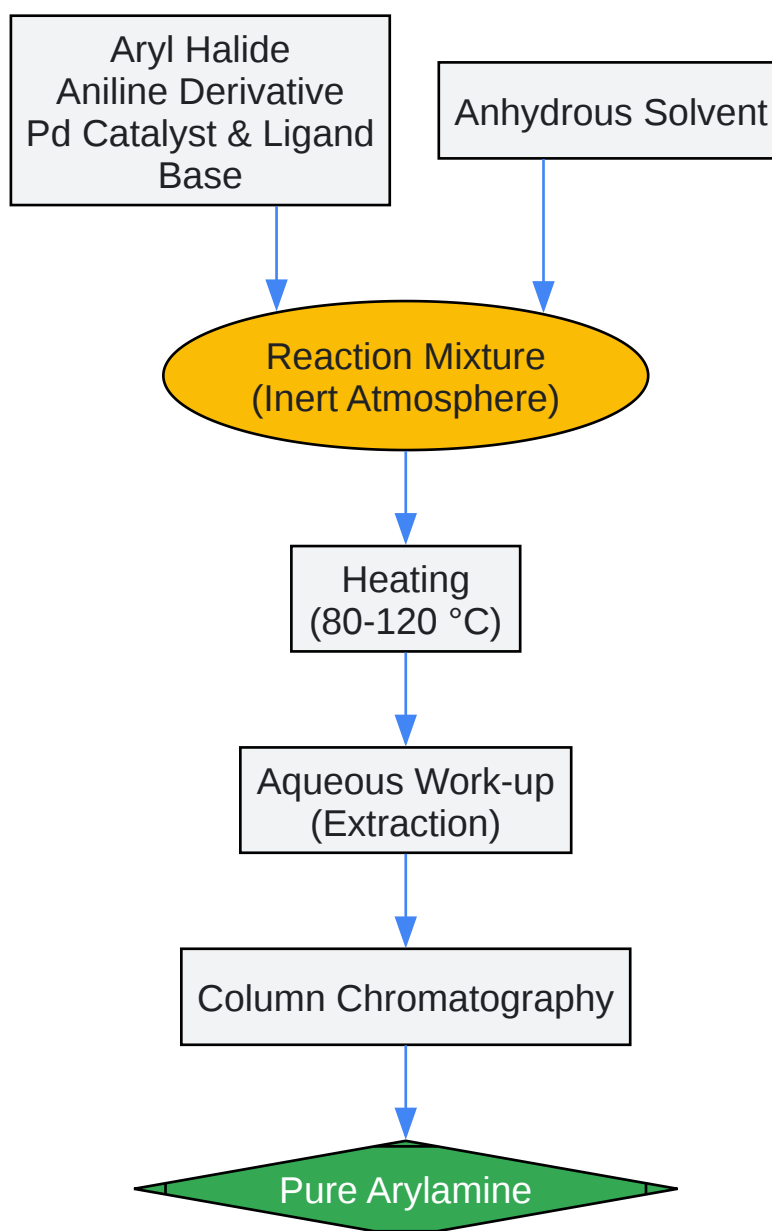 Aryl Halide
Aniline Derivative
Pd Catalyst & Ligand
Base
Anhydrous Solvent
Reaction Mixture
(Inert Atmosphere)
Heating
(80-120 °C)
Aqueous Work-up
(Extraction)
Column Chromatography
Pure Arylamine